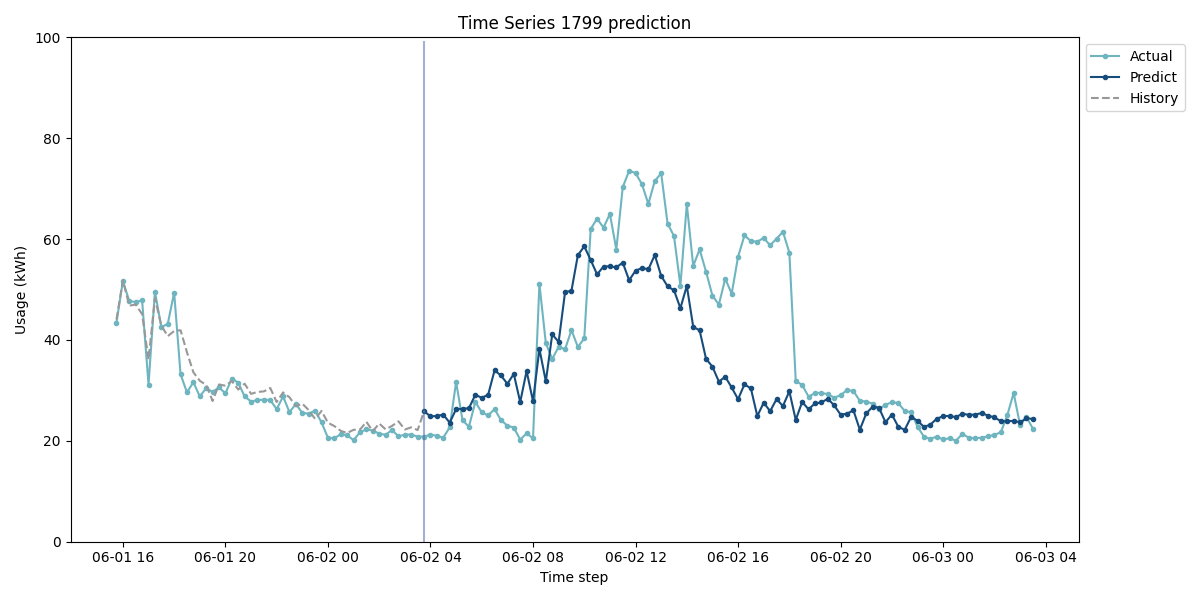 Time Series 1799 prediction
100
80
60
40
20
0
Usage (kWh)
06-01 16
06-01 20
06-02 00
06-02 04
06-02 08
06-02 12
06-02 16
06-02 20
06-03 00
06-03 04
Time step
Actual
Predict
History